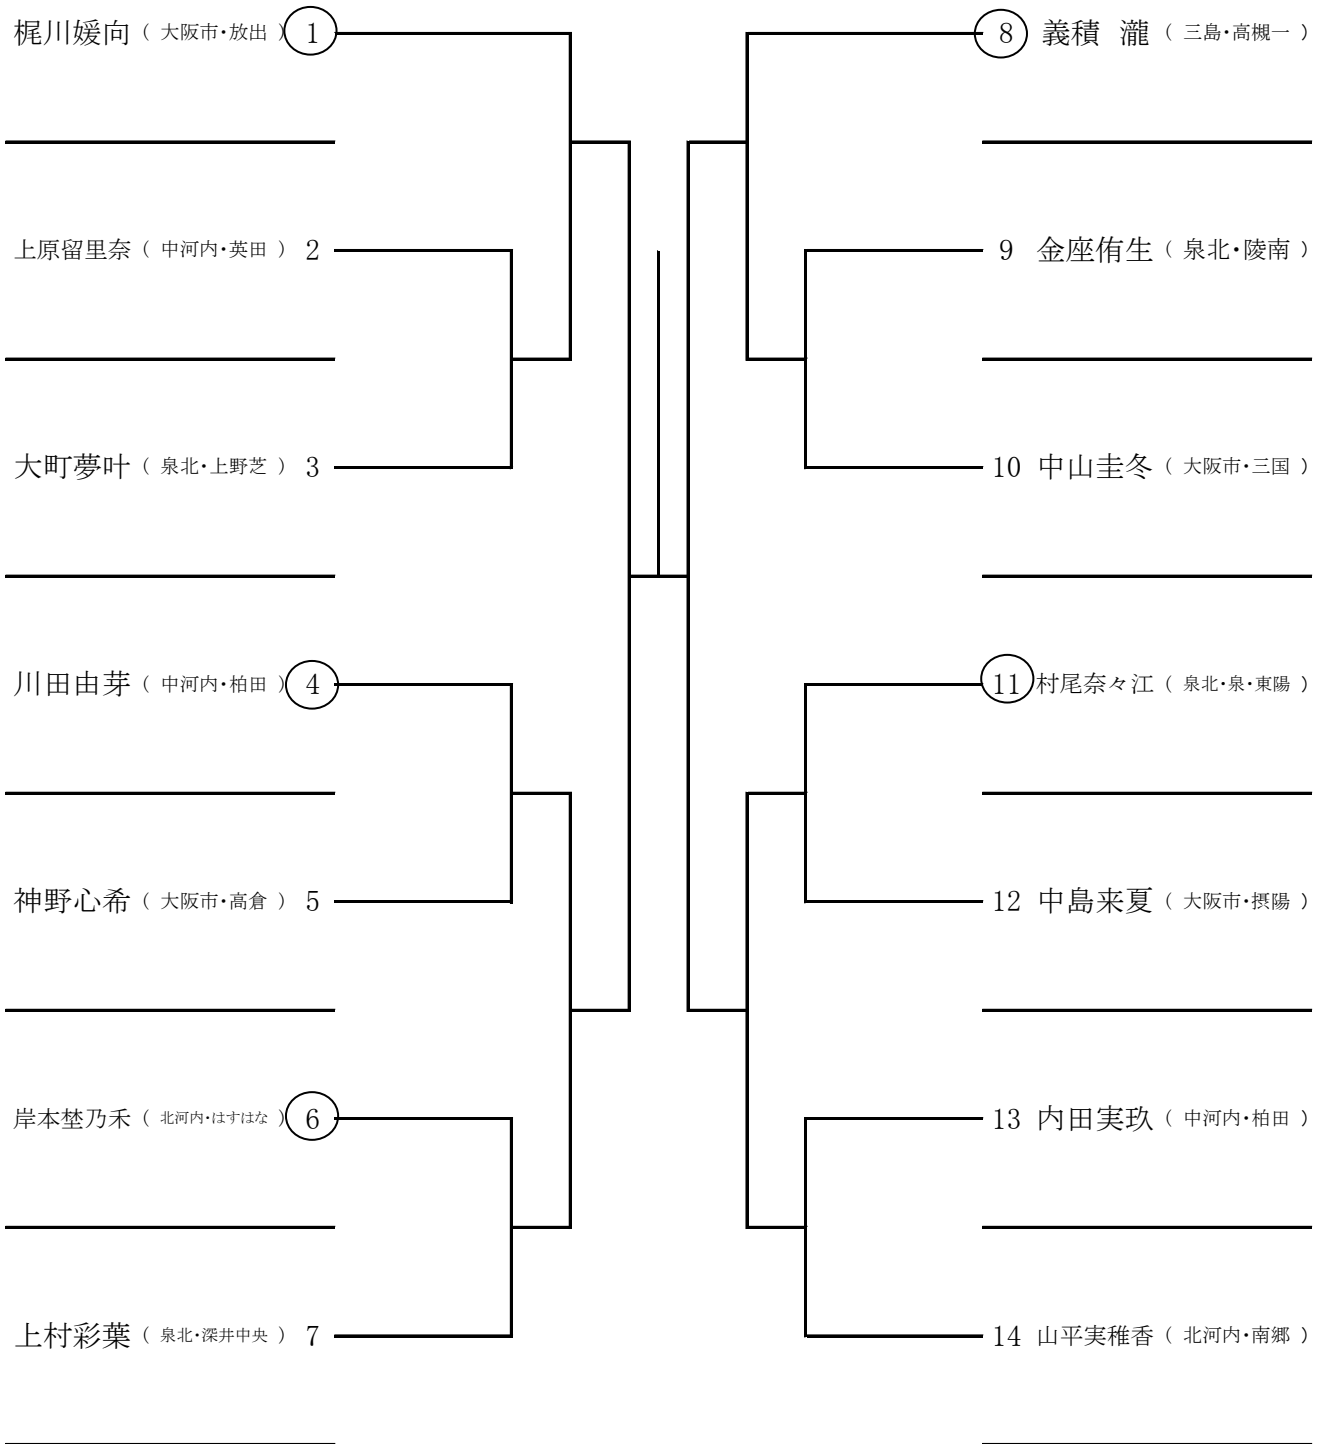 梶川媛向（ 大阪市・放出 ）1
上原留里奈（ 中河内・英田 ）2
大町夢叶（ 泉北・上野芝 ）3
川田由芽（ 中河内・柏田 ）4
神野心希（ 大阪市・高倉 ）5
岸本埜乃禾（ 北河内・はすはな ）6
上村彩葉（ 泉北・深井中央 ）7
8 義積 瀧（ 三島・高槻一 ）
9 金座侑生（ 泉北・陵南 ）
10 中山圭冬（ 大阪市・三国 ）
11 村尾奈々江（ 泉北・泉・東陽 ）
12 中島来夏（ 大阪市・摂陽 ）
13 内田実玖（ 中河内・柏田 ）
14 山平実稚香（ 北河内・南郷 ）